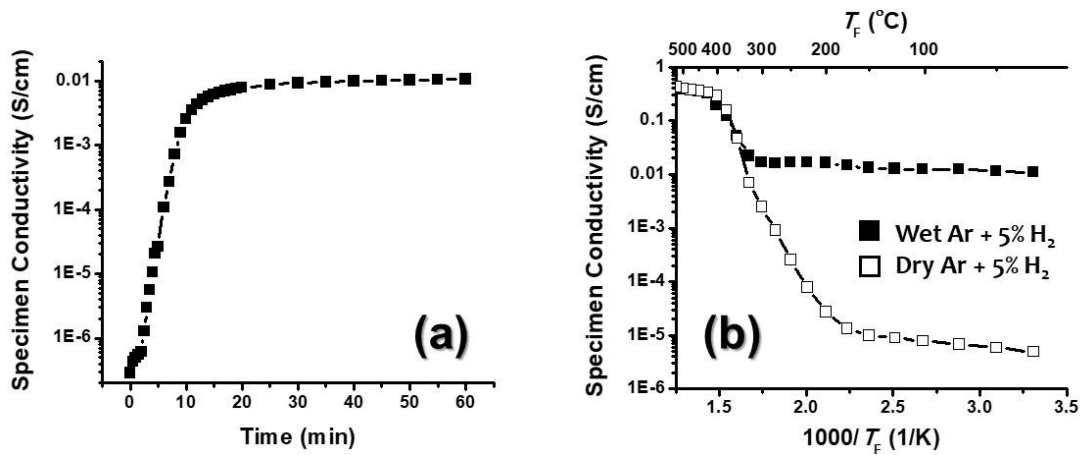 Specimen Conductivity (S/cm)
0.01
1E-3
1E-4
1E-5
1E-6
0 10 20 30 40 50 60
Time (min)
(a)
T_F (°C)
500 400 300 200 100
Specimen Conductivity (S/cm)
1
0.1
0.01
1E-3
1E-4
1E-5
1E-6
Wet Ar + 5% H₂
Dry Ar + 5% H₂
(b)
1.5 2.0 2.5 3.0 3.5
1000/ T_F (1/K)